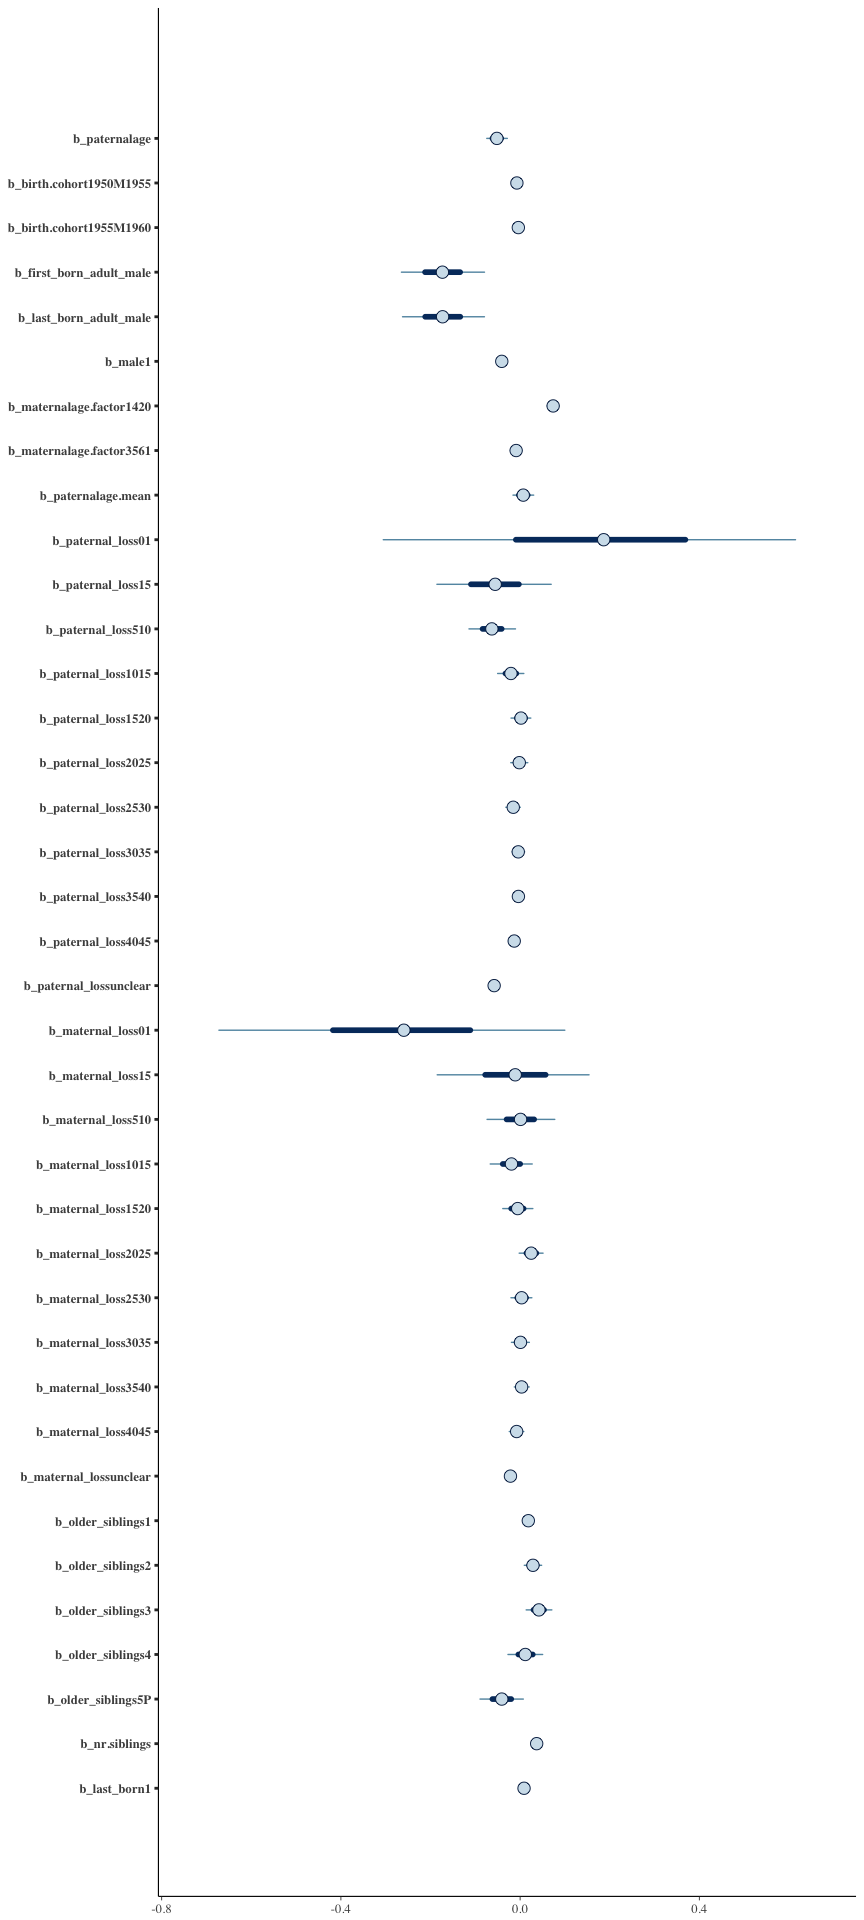 b_paternalage
b_birth.cohort1950M1955
b_birth.cohort1955M1960
b_first_born_adult_male
b_last_born_adult_male
b_male1
b_maternalage.factor1420
b_maternalage.factor3561
b_paternalage.mean
b_paternal_loss01
b_paternal_loss15
b_paternal_loss510
b_paternal_loss1015
b_paternal_loss1520
b_paternal_loss2025
b_paternal_loss2530
b_paternal_loss3035
b_paternal_loss3540
b_paternal_loss4045
b_paternal_lossunclear
b_maternal_loss01
b_maternal_loss15
b_maternal_loss510
b_maternal_loss1015
b_maternal_loss1520
b_maternal_loss2025
b_maternal_loss2530
b_maternal_loss3035
b_maternal_loss3540
b_maternal_loss4045
b_maternal_lossunclear
b_older_siblings1
b_older_siblings2
b_older_siblings3
b_older_siblings4
b_older_siblings5P
b_nr.siblings
b_last_born1
-0.8 -0.4 0.0 0.4